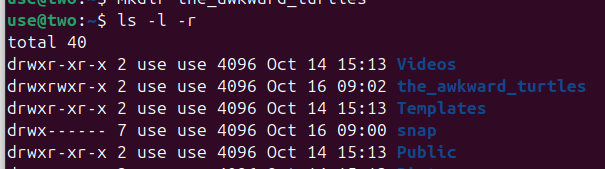 mkdir the_awkward_turtles
use@two:~$ ls -l -r
total 40
drwxr-xr-x 2 use use 4096 Oct 14 15:13 Videos
drwxrwxr-x 2 use use 4096 Oct 16 09:02 the_awkward_turtles
drwxr-xr-x 2 use use 4096 Oct 14 15:13 Templates
drwx------ 7 use use 4096 Oct 16 09:00 snap
drwxr-xr-x 2 use use 4096 Oct 14 15:13 Public